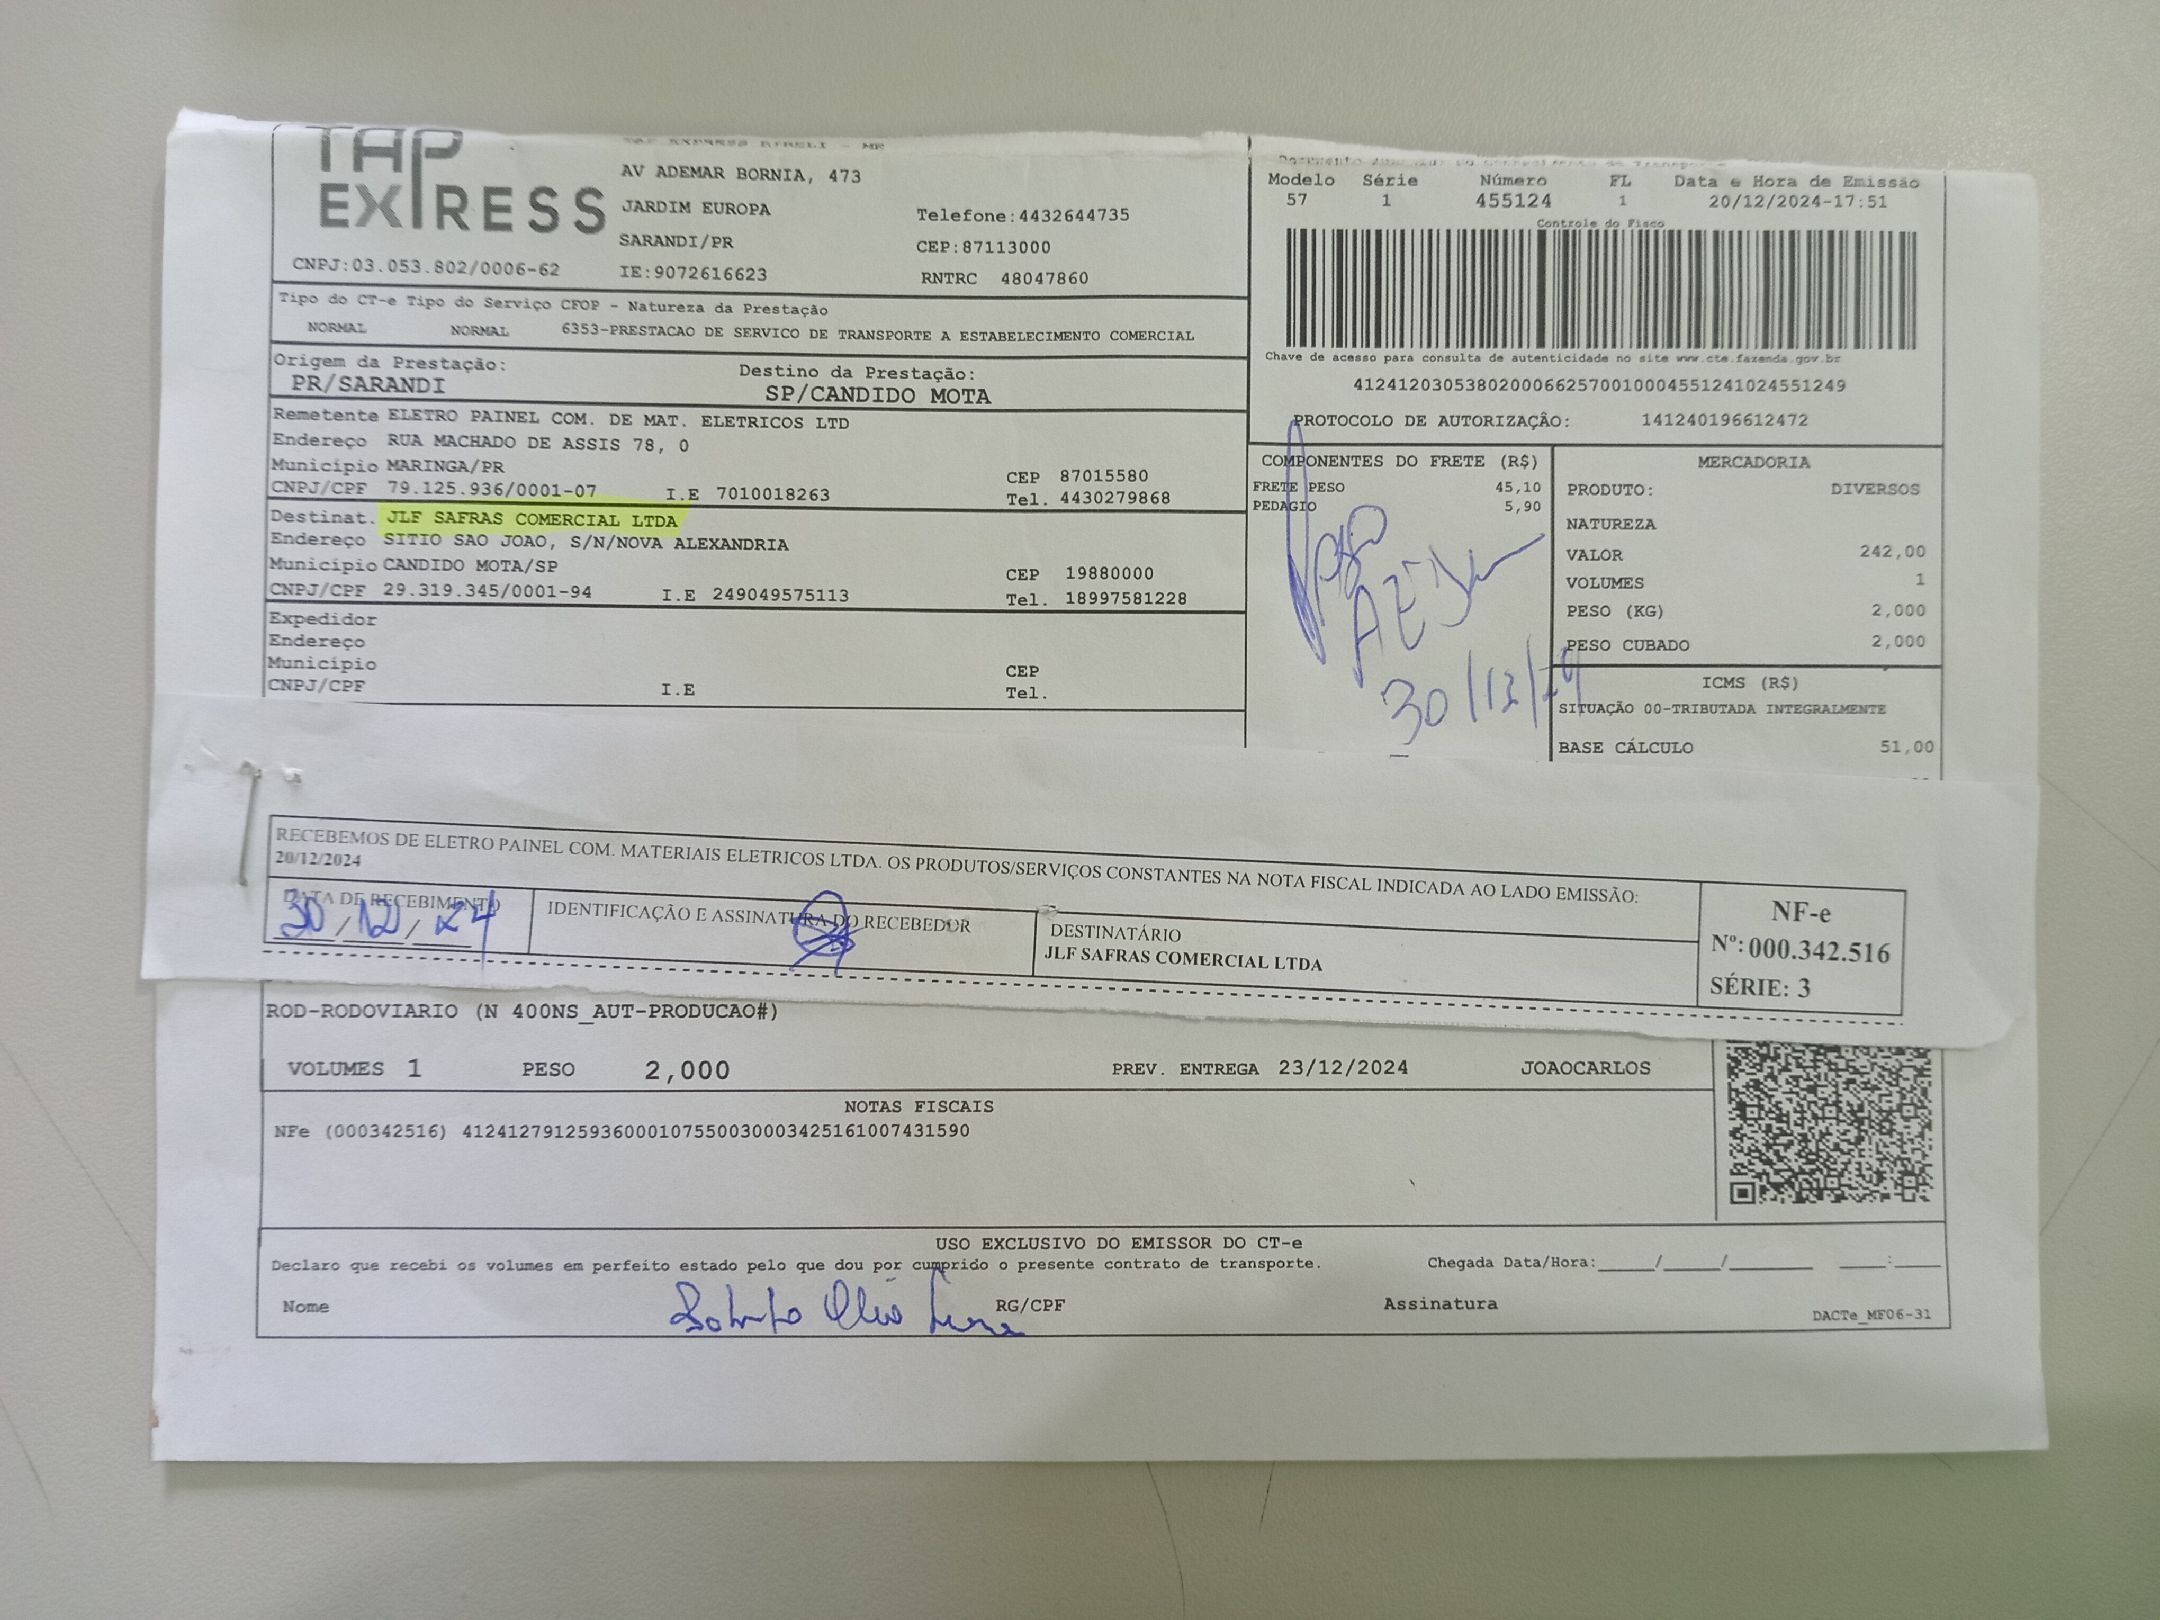 TAP
EXPRESS
AV ADEMAR BORNIA, 473
JARDIM EUROPA
Telefone:4432644735
SARANDI/PR
CEP:87113000
CNPJ:03.053.802/0006-62
IE:9072616623
RNTRC 48047860
Modelo Série Número FL Data e Hora de Emissão
57 1 455124 1 20/12/2024-17:51
Controle do Fisco
Chave de acesso para consulta de autenticidade no site www.cte.fazenda.gov.br
41241203053802000662570010004551241024551249
PROTOCOLO DE AUTORIZAÇÃO: 141240196612472
Tipo do CT-e Tipo do Serviço CFOP - Natureza da Prestação
NORMAL NORMAL 6353-PRESTACAO DE SERVICO DE TRANSPORTE A ESTABELECIMENTO COMERCIAL
Origem da Prestação: Destino da Prestação:
PR/SARANDI SP/CANDIDO MOTA
Remetente ELETRO PAINEL COM. DE MAT. ELETRICOS LTD
Endereço RUA MACHADO DE ASSIS 78, 0
Município MARINGA/PR CEP 87015580
CNPJ/CPF 79.125.936/0001-07 I.E 7010018263 Tel. 4430279868
Destinat. JLF SAFRAS COMERCIAL LTDA
Endereço SITIO SAO JOAO, S/N/NOVA ALEXANDRIA
Município CANDIDO MOTA/SP CEP 19880000
CNPJ/CPF 29.319.345/0001-94 I.E 249049575113 Tel. 18997581228
Expedidor
Endereço
Município CEP
CNPJ/CPF I.E Tel.
COMPONENTES DO FRETE (R$)
FRETE PESO 45,10
PEDAGIO 5,90
30/12/24
MERCADORIA
PRODUTO: DIVERSOS
NATUREZA
VALOR 242,00
VOLUMES 1
PESO (KG) 2,000
PESO CUBADO 2,000
ICMS (R$)
SITUAÇÃO 00-TRIBUTADA INTEGRALMENTE
BASE CÁLCULO 51,00
RECEBEMOS DE ELETRO PAINEL COM. MATERIAIS ELETRICOS LTDA. OS PRODUTOS/SERVIÇOS CONSTANTES NA NOTA FISCAL INDICADA AO LADO EMISSÃO:
20/12/2024
DATA DE RECEBIMENTO
30/12/24
IDENTIFICAÇÃO E ASSINATURA DO RECEBEDOR
DESTINATÁRIO
JLF SAFRAS COMERCIAL LTDA
NF-e
Nº:000.342.516
SÉRIE: 3
ROD-RODOVIARIO (N 400NS_AUT-PRODUCAO#)
VOLUMES 1 PESO 2,000 PREV. ENTREGA 23/12/2024 JOAOCARLOS
NOTAS FISCAIS
NFe (000342516) 41241279125936000107550030003425161007431590
USO EXCLUSIVO DO EMISSOR DO CT-e
Declaro que recebi os volumes em perfeito estado pelo que dou por cumprido o presente contrato de transporte. Chegada Data/Hora:_____/_____/_______ ____:____
Nome RG/CPF Assinatura
DACTe_MF06-31